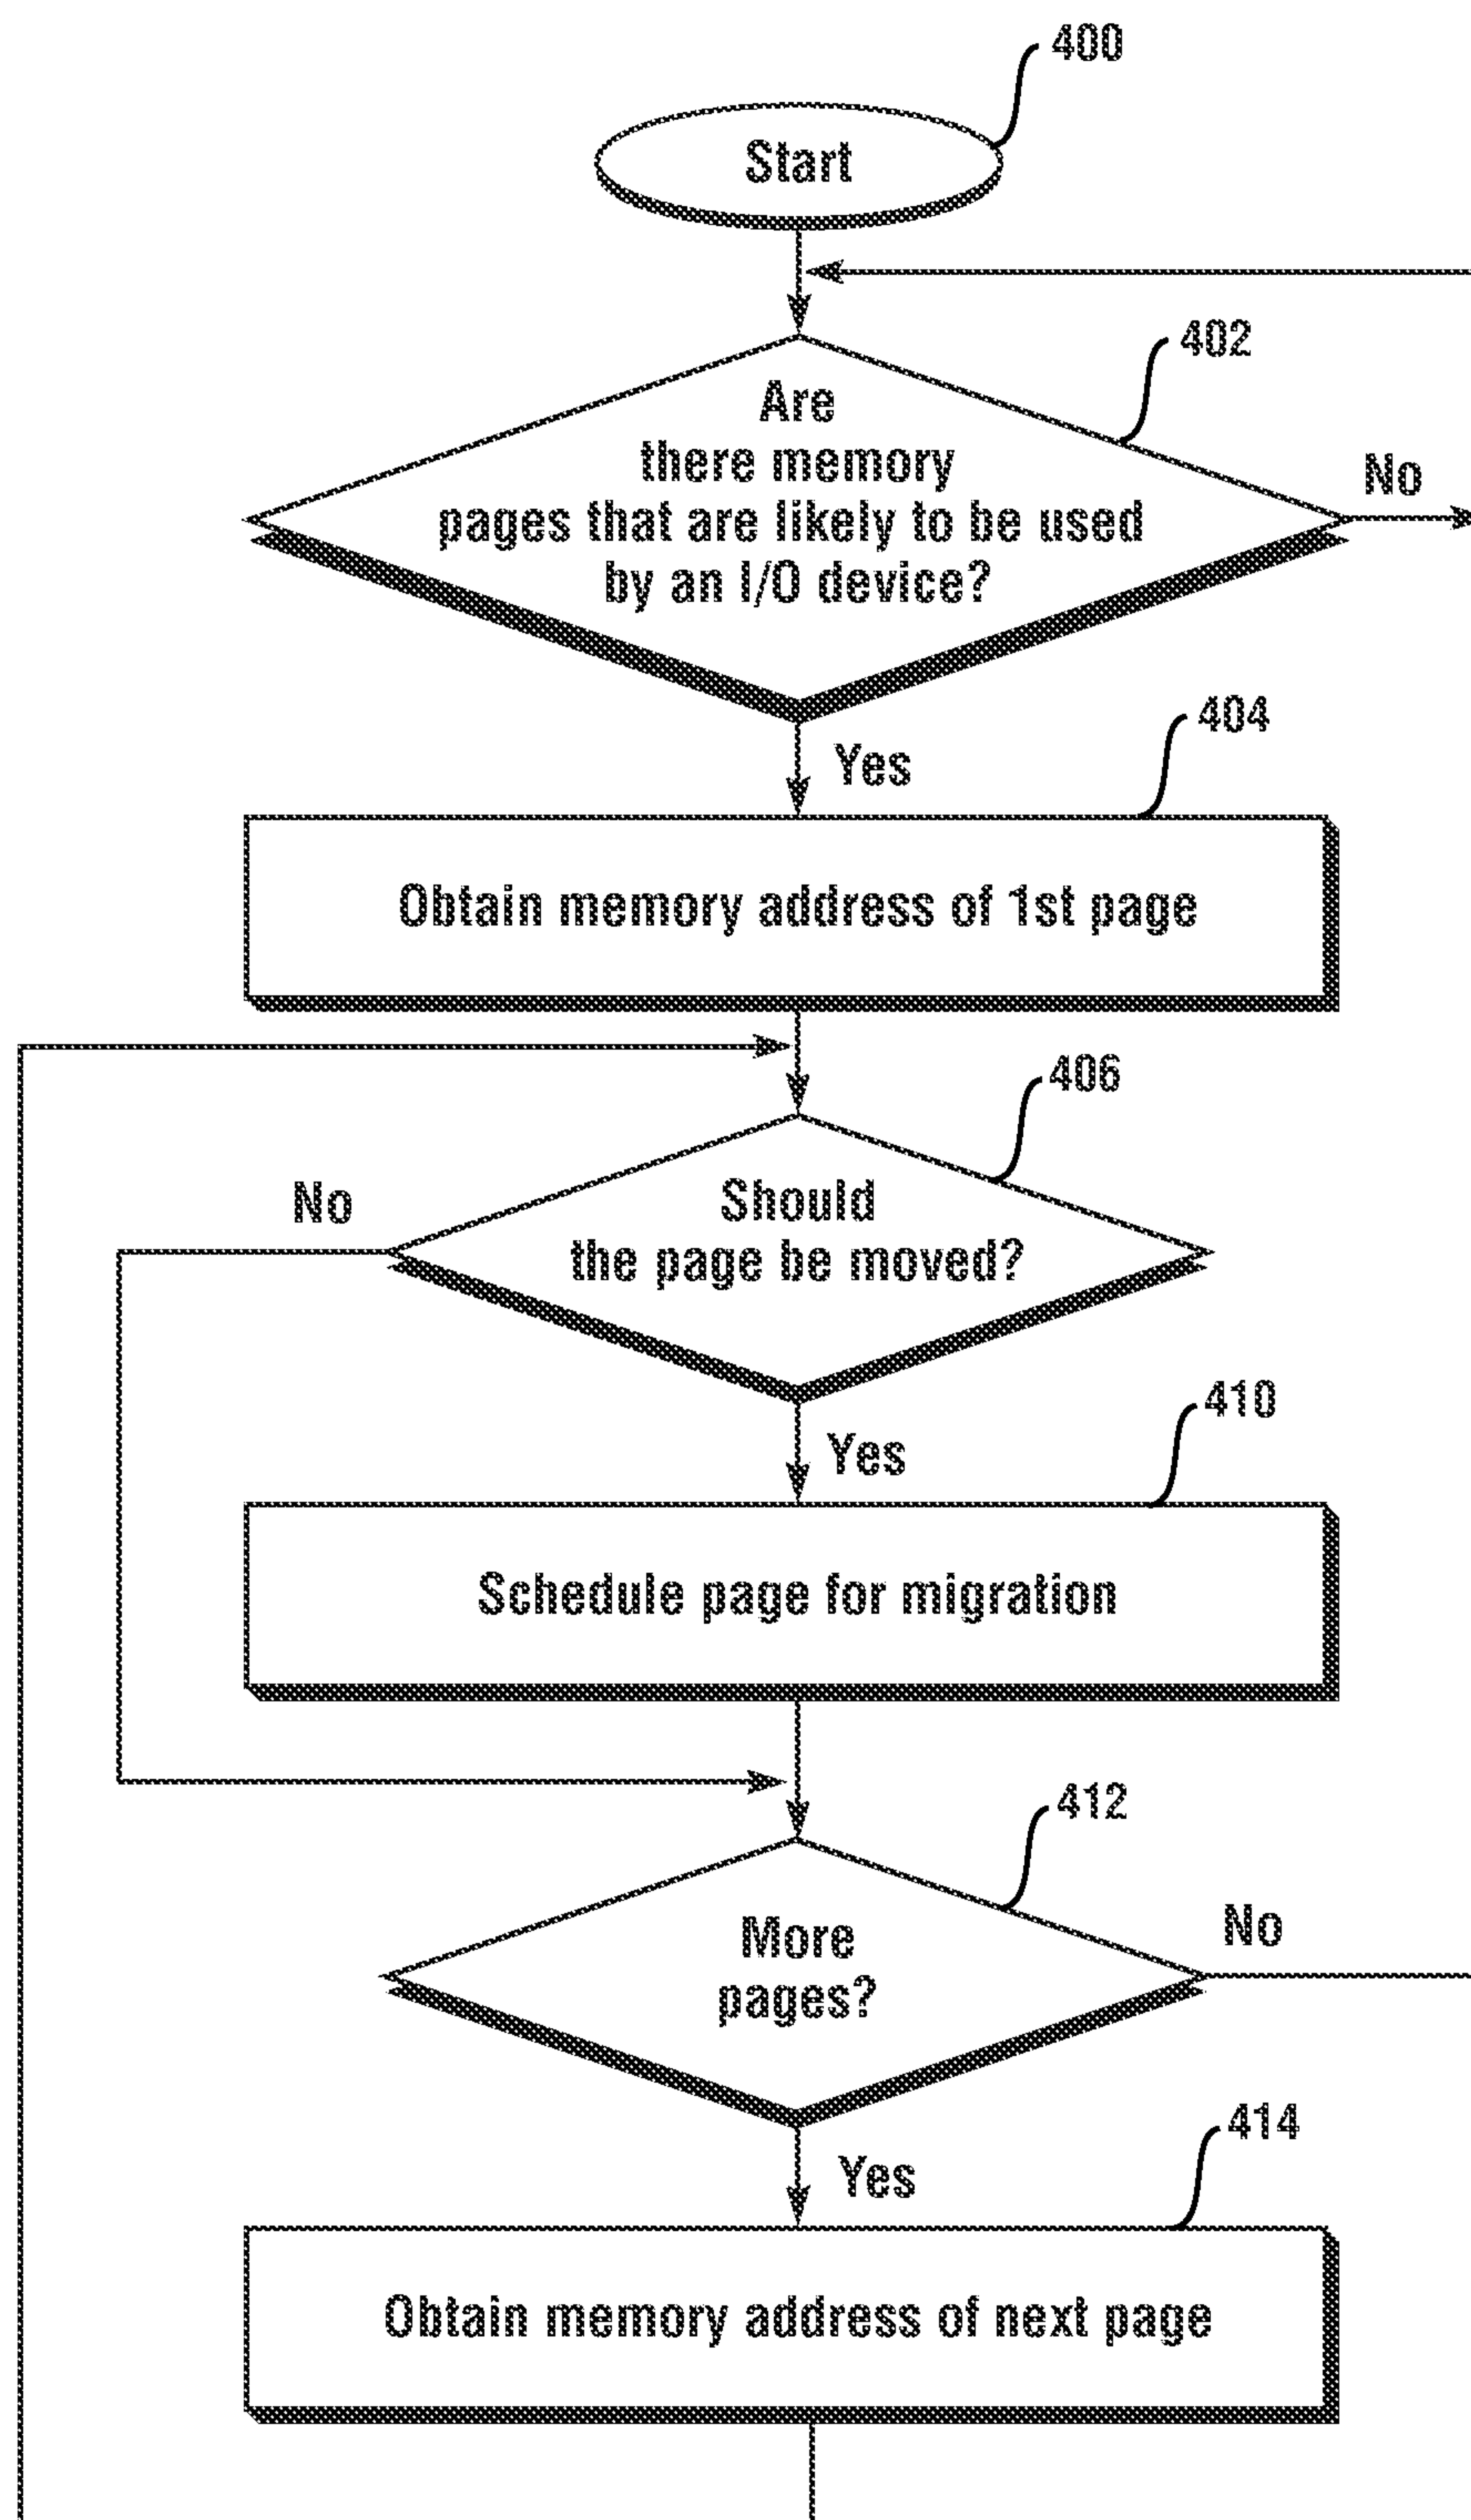 400
Start
402
Are
there memory
pages that are likely to be used
by an I/O device?
No
Yes
404
Obtain memory address of 1st page
406
Should
the page be moved?
No
Yes
410
Schedule page for migration
412
More
pages?
No
Yes
414
Obtain memory address of next page